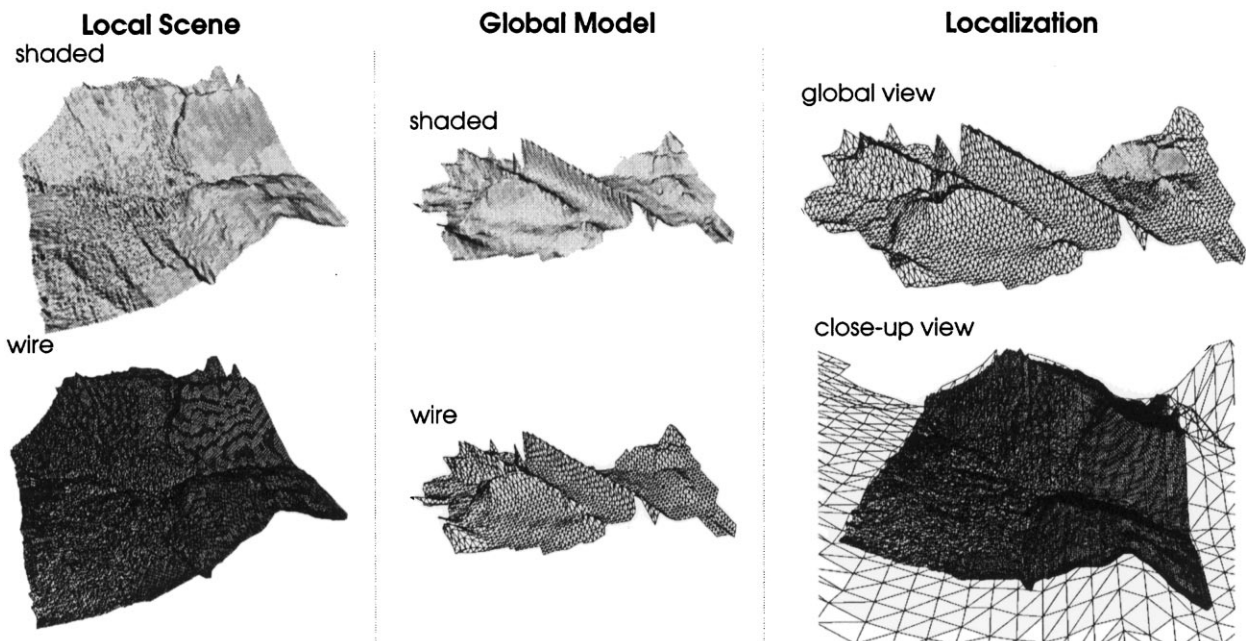 Local Scene
shaded
wire
Global Model
shaded
wire
Localization
global view
close-up view